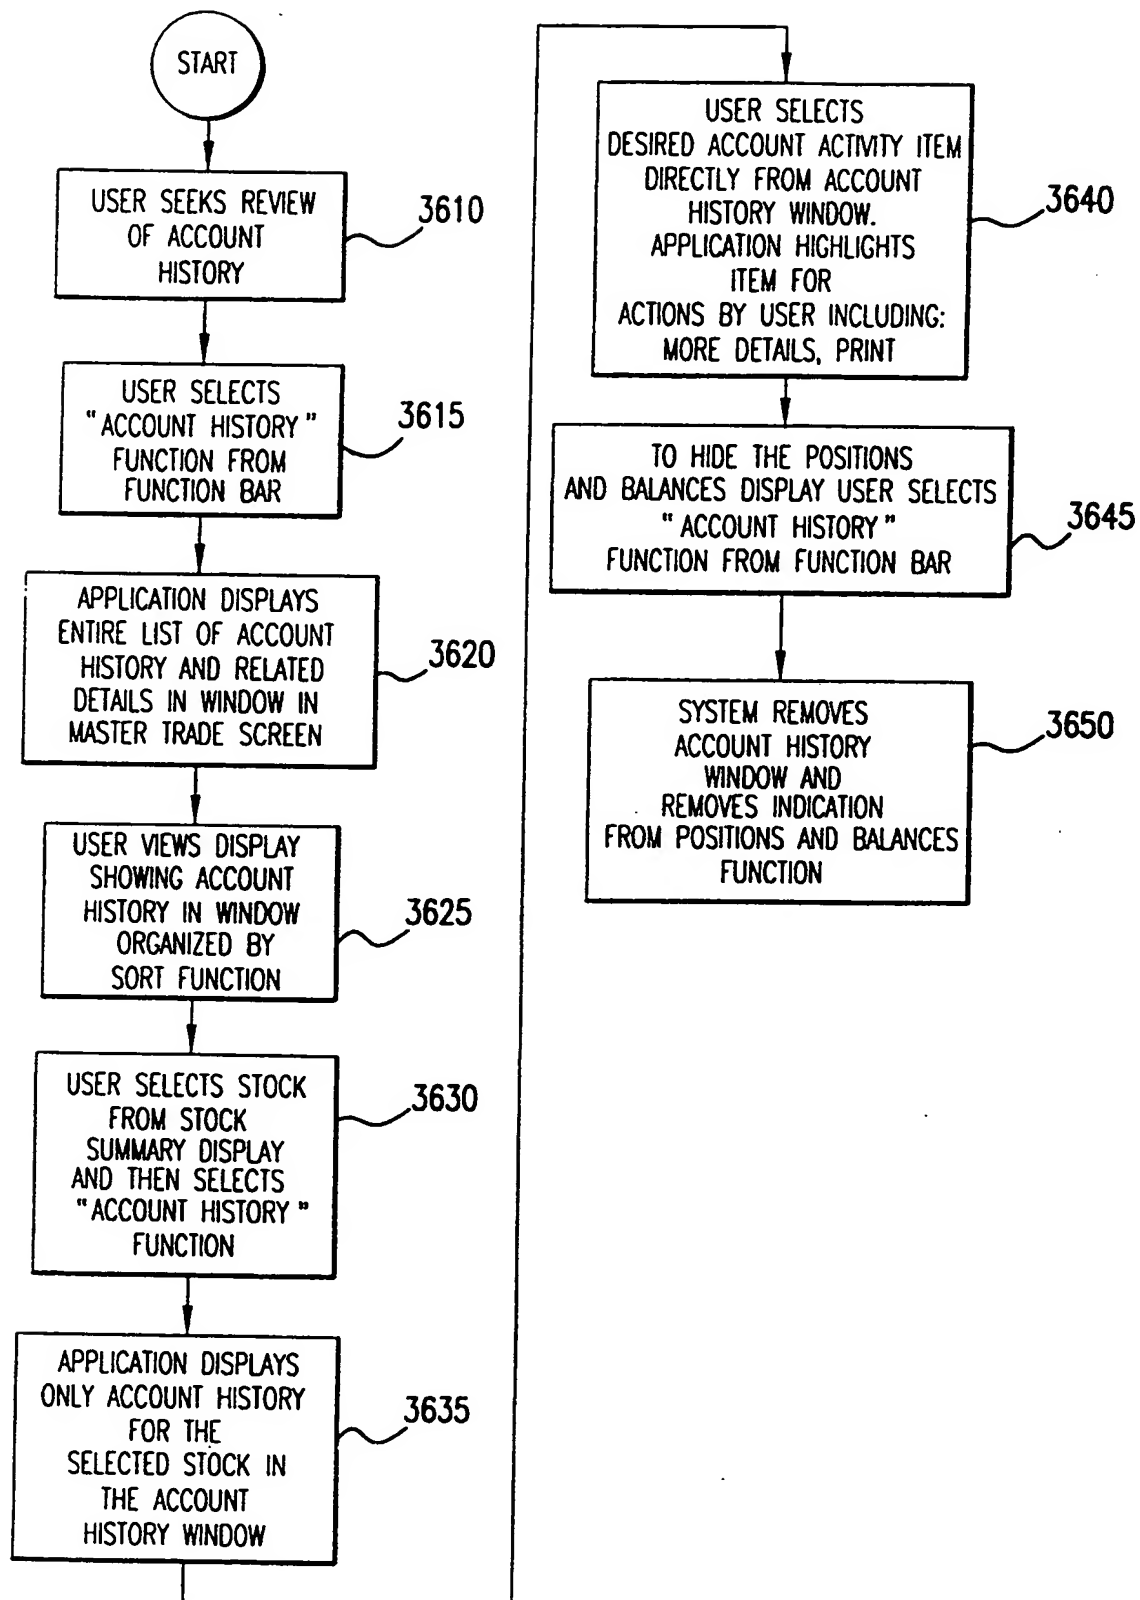 START
USER SEEKS REVIEW
OF ACCOUNT
HISTORY
3610
USER SELECTS
"ACCOUNT HISTORY"
FUNCTION FROM
FUNCTION BAR
3615
APPLICATION DISPLAYS
ENTIRE LIST OF ACCOUNT
HISTORY AND RELATED
DETAILS IN WINDOW IN
MASTER TRADE SCREEN
3620
USER VIEWS DISPLAY
SHOWING ACCOUNT
HISTORY IN WINDOW
ORGANIZED BY
SORT FUNCTION
3625
USER SELECTS STOCK
FROM STOCK
SUMMARY DISPLAY
AND THEN SELECTS
"ACCOUNT HISTORY"
FUNCTION
3630
APPLICATION DISPLAYS
ONLY ACCOUNT HISTORY
FOR THE
SELECTED STOCK IN
THE ACCOUNT
HISTORY WINDOW
3635
USER SELECTS
DESIRED ACCOUNT ACTIVITY ITEM
DIRECTLY FROM ACCOUNT
HISTORY WINDOW.
APPLICATION HIGHLIGHTS
ITEM FOR
ACTIONS BY USER INCLUDING:
MORE DETAILS, PRINT
3640
TO HIDE THE POSITIONS
AND BALANCES DISPLAY USER SELECTS
"ACCOUNT HISTORY"
FUNCTION FROM FUNCTION BAR
3645
SYSTEM REMOVES
ACCOUNT HISTORY
WINDOW AND
REMOVES INDICATION
FROM POSITIONS AND BALANCES
FUNCTION
3650